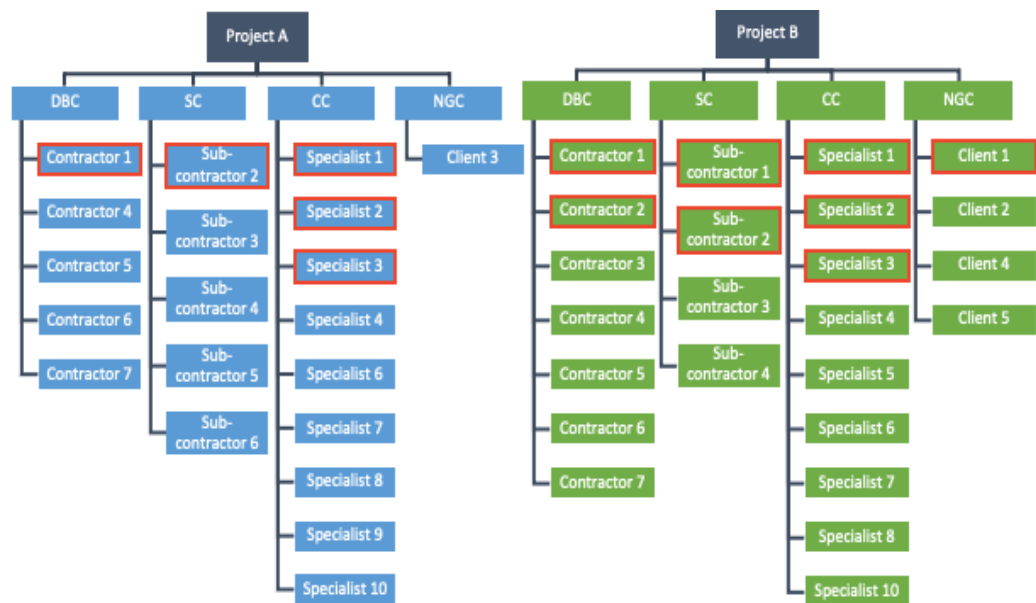 Project A
DBC
SC
CC
NGC
Contractor 1
Contractor 4
Contractor 5
Contractor 6
Contractor 7
Sub-
contractor 2
Sub-
contractor 3
Sub-
contractor 4
Sub-
contractor 5
Sub-
contractor 6
Specialist 1
Specialist 2
Specialist 3
Specialist 4
Specialist 6
Specialist 7
Specialist 8
Specialist 9
Specialist 10
Client 3
Project B
DBC
SC
CC
NGC
Contractor 1
Contractor 2
Contractor 3
Contractor 4
Contractor 5
Contractor 6
Contractor 7
Sub-
contractor 1
Sub-
contractor 2
Sub-
contractor 3
Sub-
contractor 4
Specialist 1
Specialist 2
Specialist 3
Specialist 4
Specialist 5
Specialist 6
Specialist 7
Specialist 8
Specialist 10
Client 1
Client 2
Client 4
Client 5